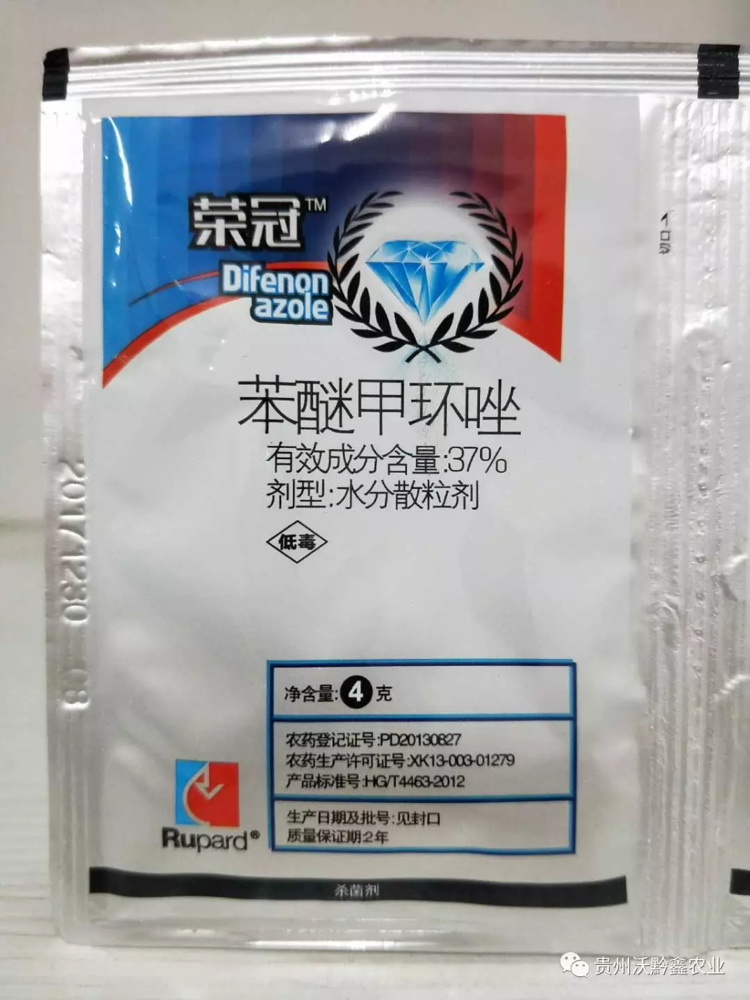 荣冠™
Difenon
azole
苯醚甲环唑
有效成分含量:37%
剂型:水分散粒剂
低毒
20171230 C8
净含量:4克
农药登记证号:PD20130827
农药生产许可证号:XK13-003-01279
产品标准号:HG/T4463-2012
生产日期及批号:见封口
质量保证期:2年
Rupard®
杀菌剂
贵州沃黔鑫农业